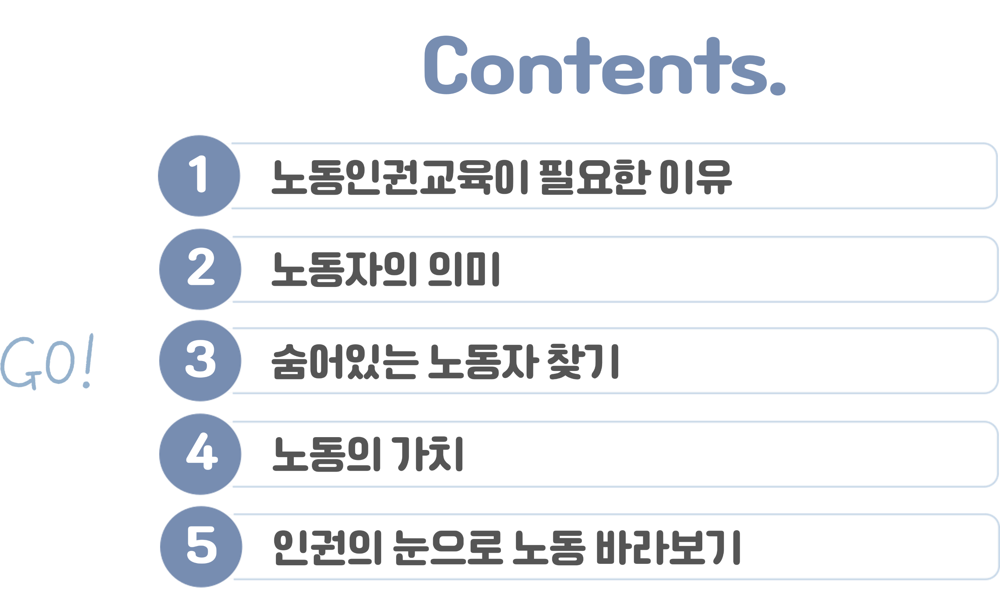 Contents.
1 노동인권교육이 필요한 이유
2 노동자의 의미
3 숨어있는 노동자 찾기
GO!
4 노동의 가치
5 인권의 눈으로 노동 바라보기